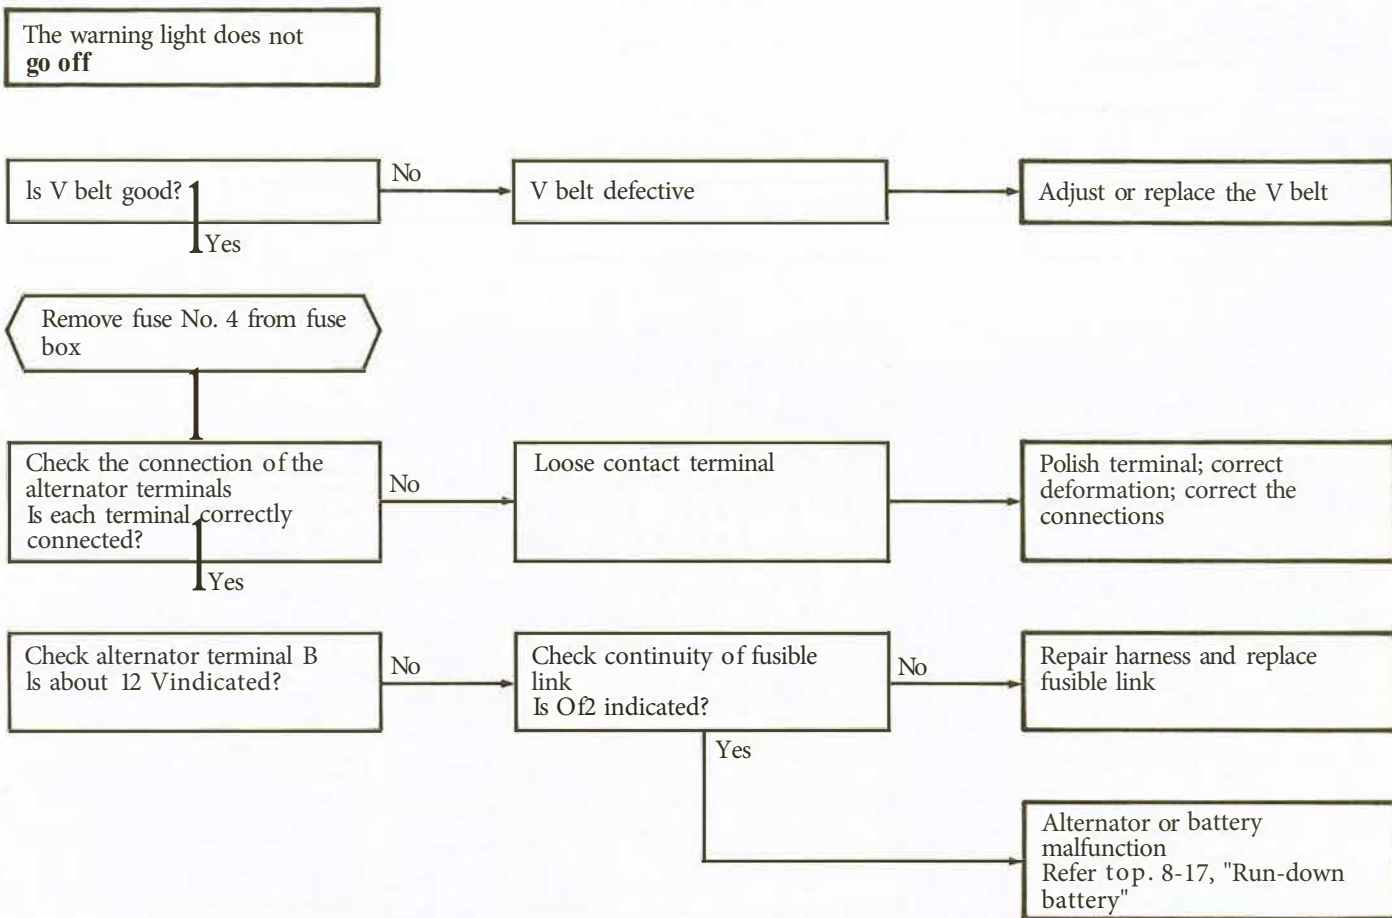 The warning light does not
go off
Is V belt good?
No
V belt defective
Adjust or replace the V belt
Yes
Remove fuse No. 4 from fuse
box
Check the connection of the
alternator terminals
Is each terminal correctly
connected?
No
Loose contact terminal
Polish terminal; correct
deformation; correct the
connections
Yes
Check alternator terminal B
Is about 12 Vindicated?
No
Check continuity of fusible
link
Is Of2 indicated?
No
Repair harness and replace
fusible link
Yes
Alternator or battery
malfunction
Refer top. 8-17, "Run-down
battery"